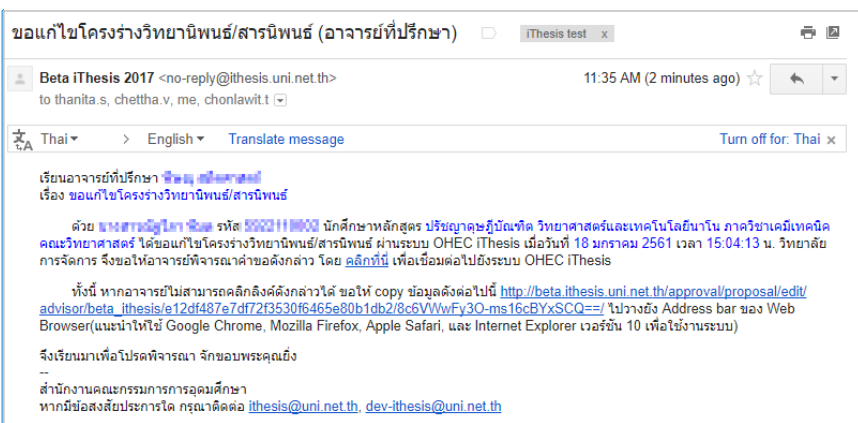 ขอแก้ไขโครงร่างวิทยานิพนธ์/สารนิพนธ์ (อาจารย์ที่ปรึกษา) iThesis test x
Beta iThesis 2017 <no-reply@ithesis.uni.net.th> 11:35 AM (2 minutes ago)
to thanita.s, chettha.v, me, chonlawit.t
Thai > English Translate message Turn off for: Thai x
เรียนอาจารย์ที่ปรึกษา
เรื่อง ขอแก้ไขโครงร่างวิทยานิพนธ์/สารนิพนธ์
ด้วย รหัส นักศึกษาหลักสูตร ปรัชญาดุษฎีบัณฑิต วิทยาศาสตร์และเทคโนโลยีนาโน ภาควิชาเคมีเทคนิค
คณะวิทยาศาสตร์ ได้ขอแก้ไขโครงร่างวิทยานิพนธ์/สารนิพนธ์ ผ่านระบบ OHEC iThesis เมื่อวันที่ 18 มกราคม 2561 เวลา 15:04:13 น. วิทยาลัย
การจัดการ จึงขอให้อาจารย์พิจารณาคำขอดังกล่าว โดย คลิกที่นี่ เพื่อเชื่อมต่อไปยังระบบ OHEC iThesis
ทั้งนี้ หากอาจารย์ไม่สามารถคลิกลิงค์ดังกล่าวได้ ขอให้ copy ข้อมูลดังต่อไปนี้ http://beta.ithesis.uni.net.th/approval/proposal/edit/
advisor/beta_ithesis/e12df487e7df72f3530f6465e80b1db2/8c6VWwFy3O-ms16cBYxSCQ==/ ไปวางยัง Address bar ของ Web
Browser(แนะนำให้ใช้ Google Chrome, Mozilla Firefox, Apple Safari, และ Internet Explorer เวอร์ชัน 10 เพื่อใช้งานระบบ)
จึงเรียนมาเพื่อโปรดพิจารณา จักขอบพระคุณยิ่ง
--
สำนักงานคณะกรรมการการอุดมศึกษา
หากมีข้อสงสัยประการใด กรุณาติดต่อ ithesis@uni.net.th, dev-ithesis@uni.net.th